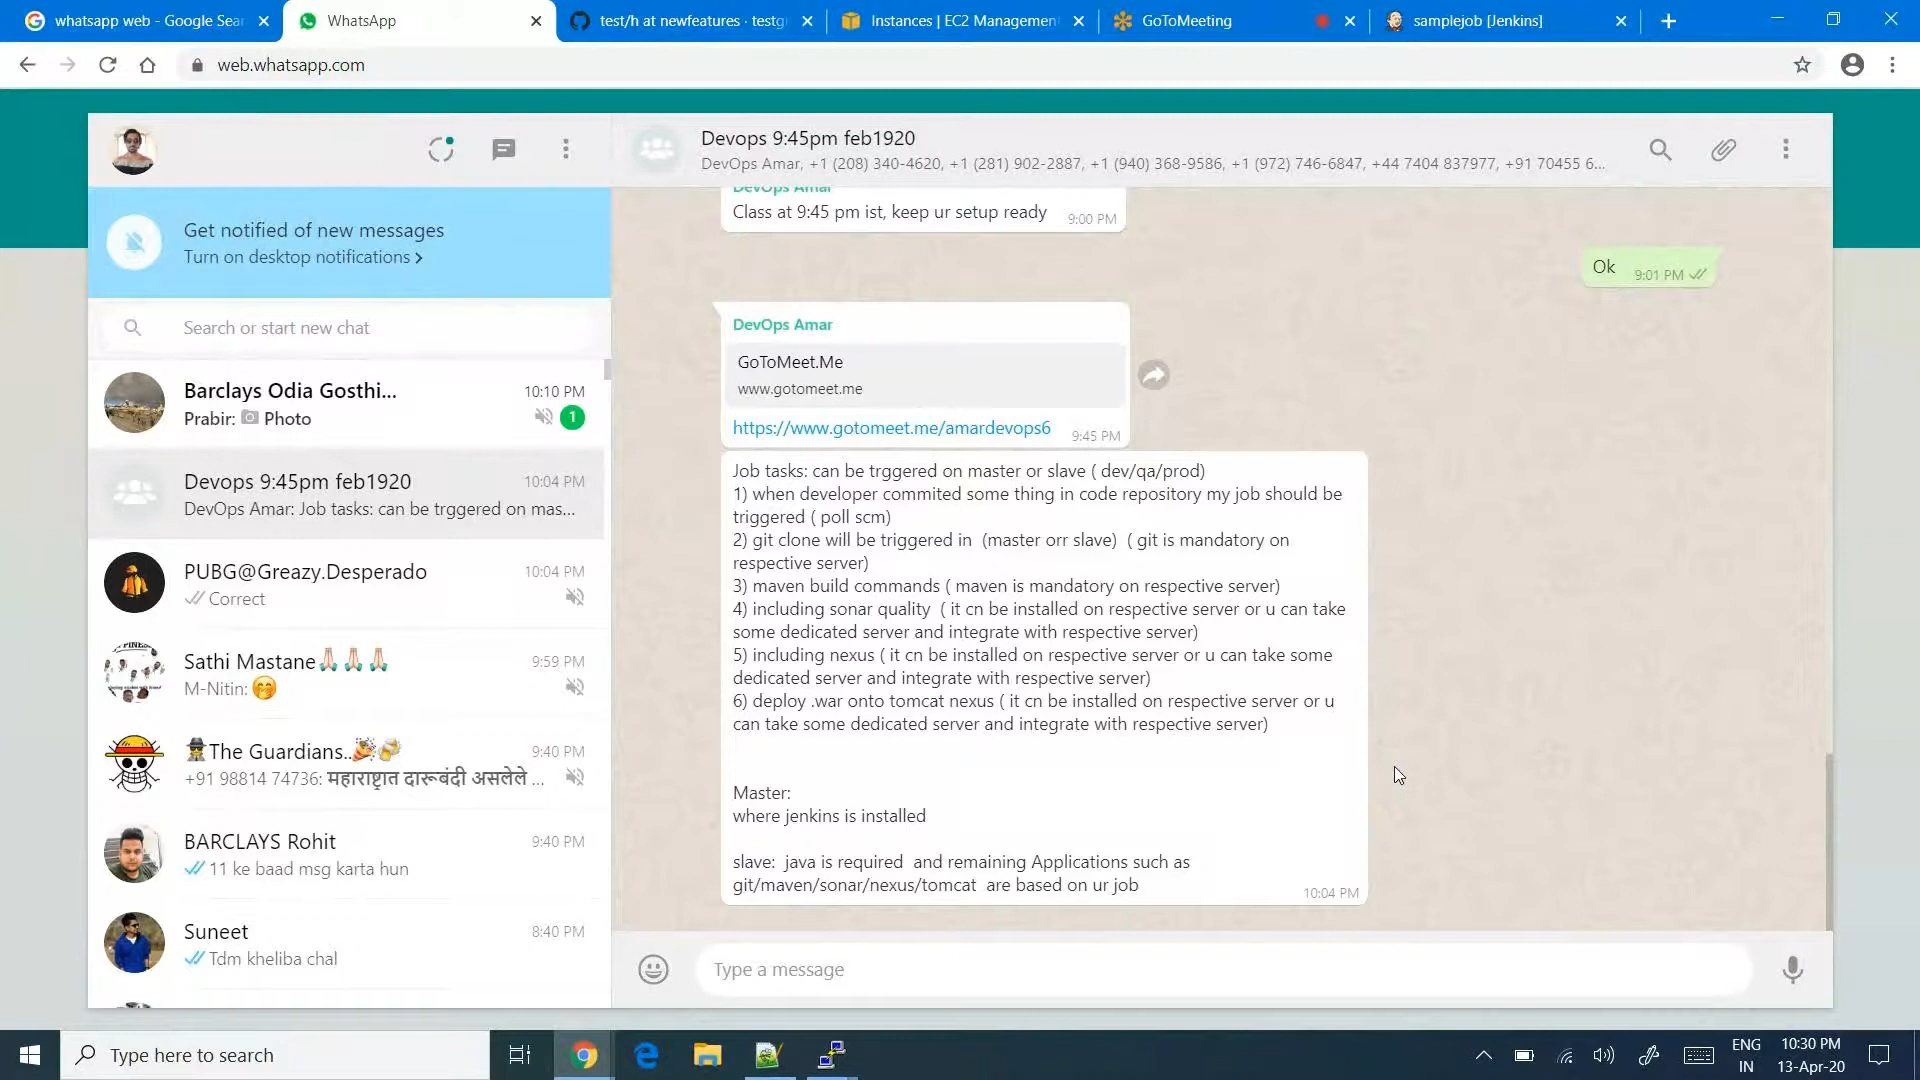 whatsapp web - Google Sear
WhatsApp
test/h at newfeatures · testgi
Instances | EC2 Management
GoToMeeting
samplejob [Jenkins]
web.whatsapp.com
Devops 9:45pm feb1920
DevOps Amar, +1 (208) 340-4620, +1 (281) 902-2887, +1 (940) 368-9586, +1 (972) 746-6847, +44 7404 837977, +91 70455 6...
Get notified of new messages
Turn on desktop notifications >
Search or start new chat
Barclays Odia Gosthi...
10:10 PM
Prabir: Photo
1
Devops 9:45pm feb1920
10:04 PM
DevOps Amar: Job tasks: can be trggered on mas...
PUBG@Greazy.Desperado
10:04 PM
Correct
Sathi Mastane🙏🏻🙏🏻🙏🏻
9:59 PM
M-Nitin: 🤭
The Guardians..🎉🍻
9:40 PM
+91 98814 74736: महाराष्ट्रात दारूबंदी असलेले ...
BARCLAYS Rohit
9:40 PM
11 ke baad msg karta hun
Suneet
8:40 PM
Tdm kheliba chal
DevOps Amar
Class at 9:45 pm ist, keep ur setup ready
9:00 PM
Ok
9:01 PM
DevOps Amar
GoToMeet.Me
www.gotomeet.me
https://www.gotomeet.me/amardevops6
9:45 PM
Job tasks: can be trggered on master or slave ( dev/qa/prod)
1) when developer commited some thing in code repository my job should be
triggered ( poll scm)
2) git clone will be triggered in  (master orr slave)  ( git is mandatory on
respective server)
3) maven build commands ( maven is mandatory on respective server)
4) including sonar quality  ( it cn be installed on respective server or u can take
some dedicated server and integrate with respective server)
5) including nexus ( it cn be installed on respective server or u can take some
dedicated server and integrate with respective server)
6) deploy .war onto tomcat nexus ( it cn be installed on respective server or u
can take some dedicated server and integrate with respective server)
Master:
where jenkins is installed
slave:  java is required  and remaining Applications such as
git/maven/sonar/nexus/tomcat  are based on ur job
10:04 PM
Type a message
Type here to search
ENG
IN
10:30 PM
13-Apr-20